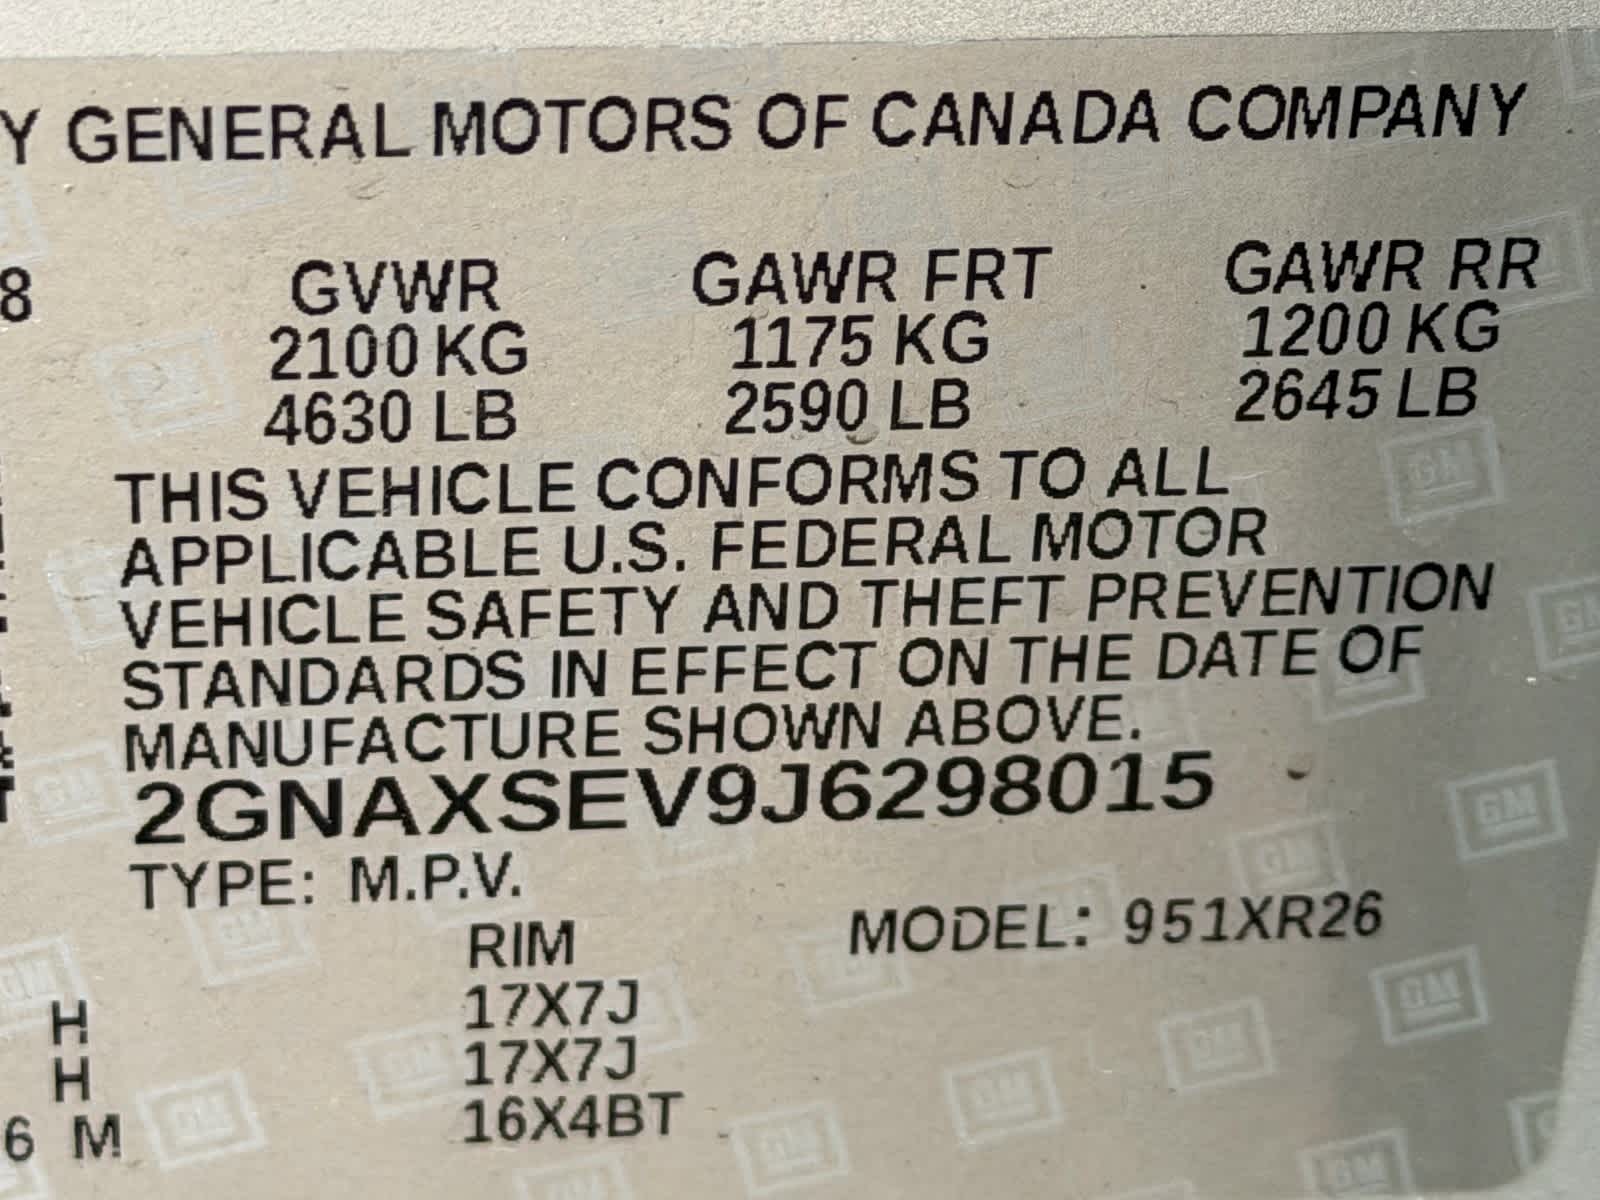 Y GENERAL MOTORS OF CANADA COMPANY
8 GVWR GAWR FRT GAWR RR
2100 KG 1175 KG 1200 KG
4630 LB 2590 LB 2645 LB
THIS VEHICLE CONFORMS TO ALL
APPLICABLE U.S. FEDERAL MOTOR
VEHICLE SAFETY AND THEFT PREVENTION
STANDARDS IN EFFECT ON THE DATE OF
MANUFACTURE SHOWN ABOVE.
2GNAXSEV9J6298015
TYPE: M.P.V.
RIM MODEL: 951XR26
H 17X7J
H 17X7J
6 M 16X4BT